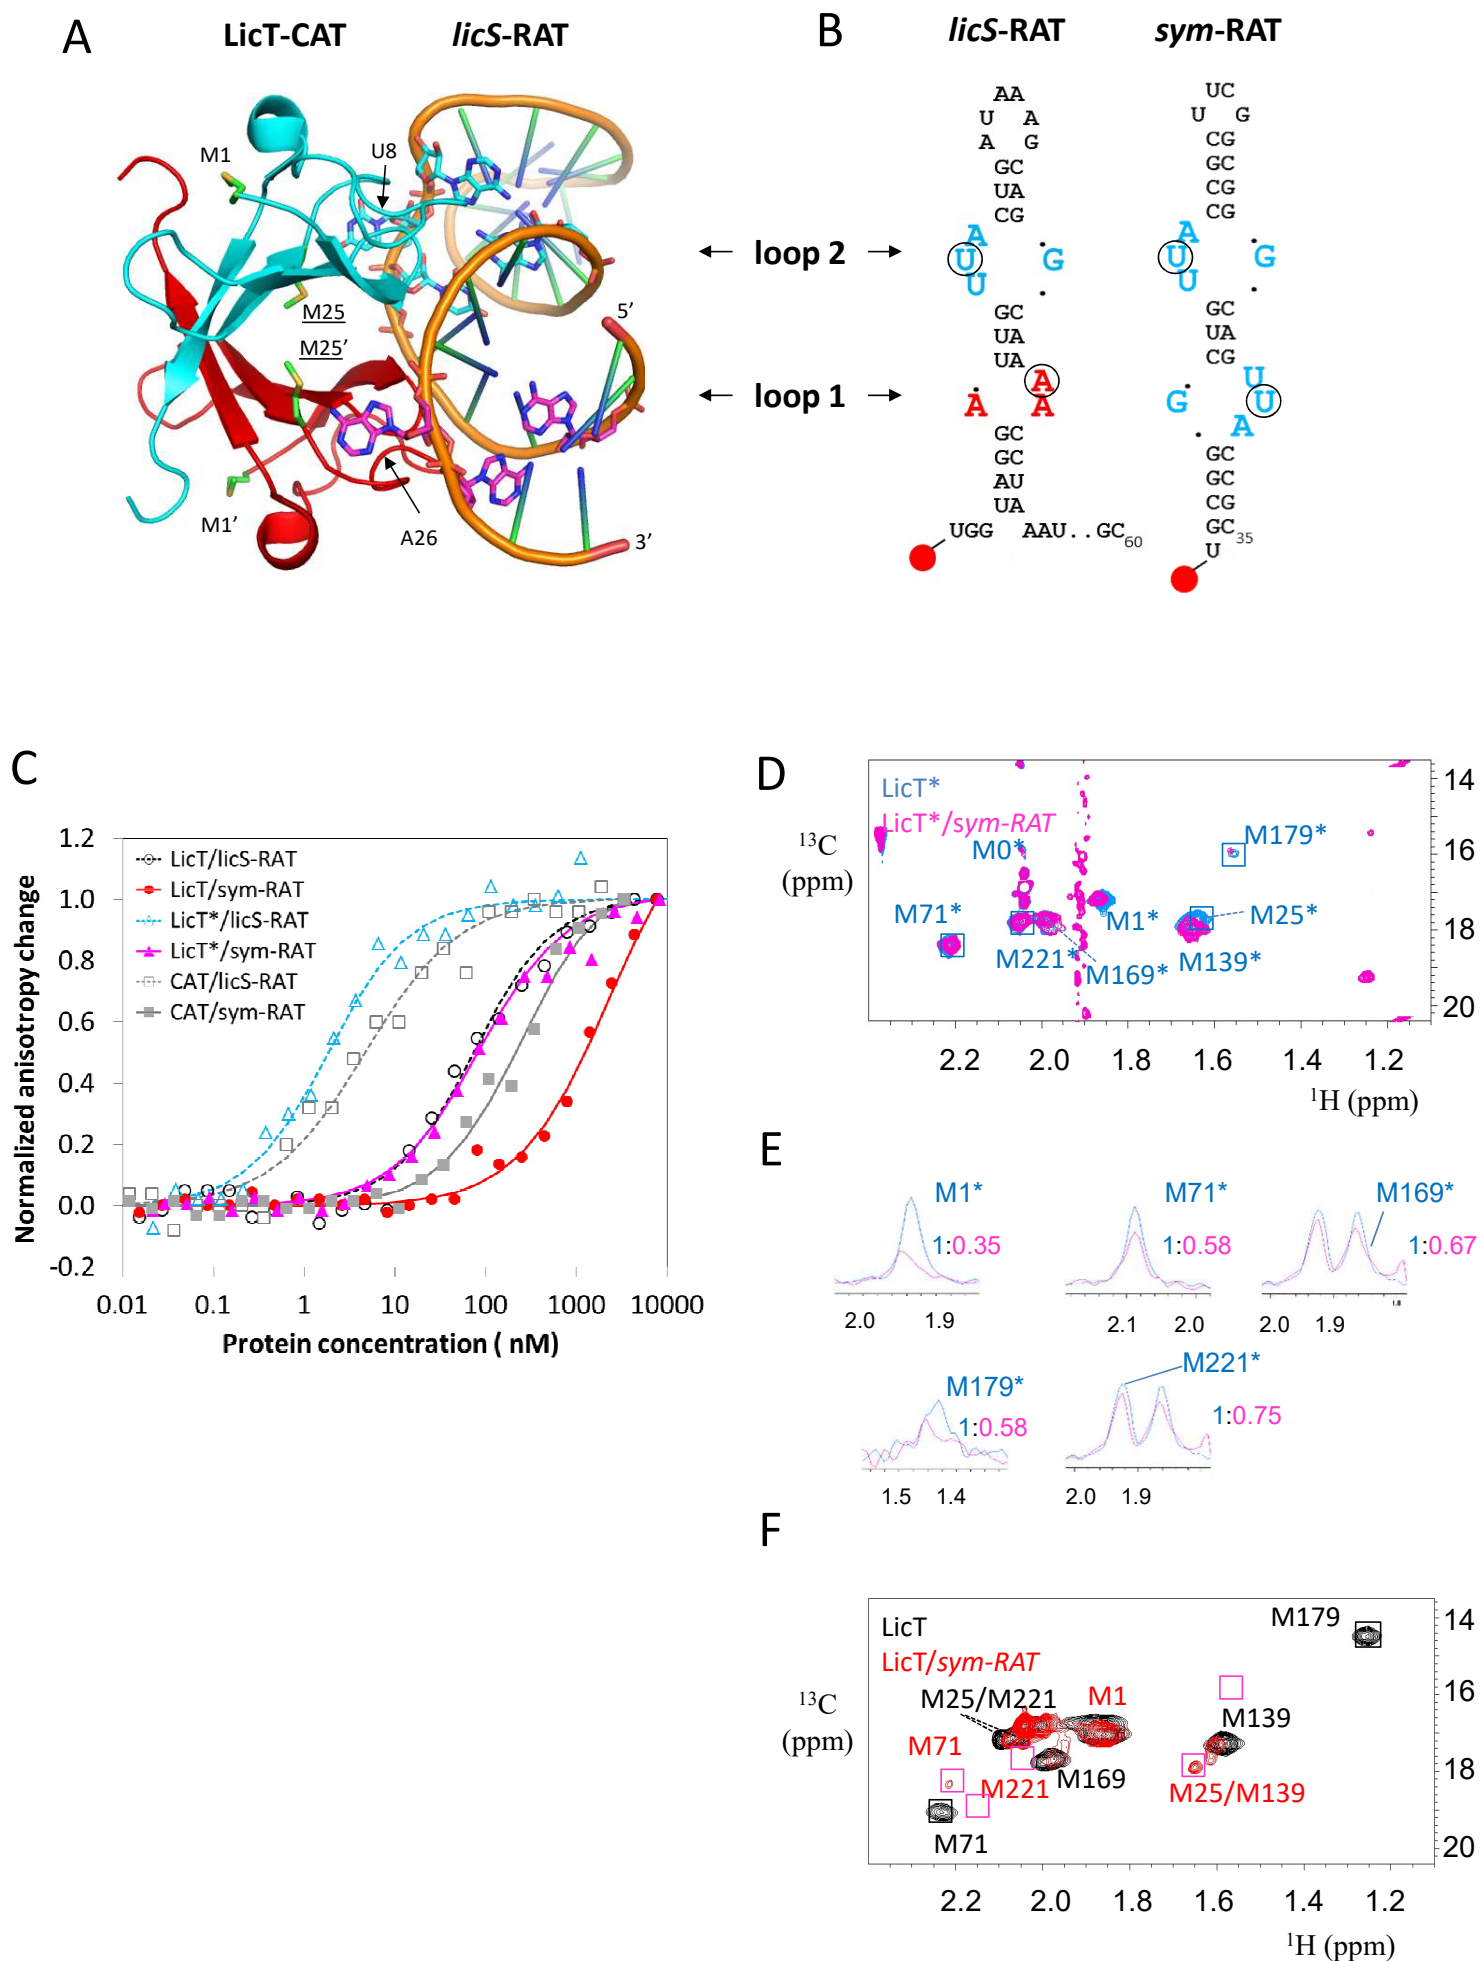 A
LicT-CAT
licS-RAT
M1
U8
M25
M25'
M1'
A26
5'
3'
B
licS-RAT
sym-RAT
loop 2
loop 1
AA
U A
A G
GC
UA
CG
A
U G
U
GC
UA
UA
A
A A
GC
GC
AU
UA
UGG AAU..GC60
UC
U G
CG
GC
CG
CG
A
U G
U
GC
UA
CG
U
G U
A
GC
GC
CG
GC35
U
C
Normalized anisotropy change
1.2
1.0
0.8
0.6
0.4
0.2
0.0
-0.2
LicT/licS-RAT
LicT/sym-RAT
LicT*/licS-RAT
LicT*/sym-RAT
CAT/licS-RAT
CAT/sym-RAT
0.01 0.1 1 10 100 1000 10000
Protein concentration ( nM)
D
13C
(ppm)
LicT*
LicT*/sym-RAT
M0*
M71*
M221*
M169*
M1*
M179*
M25*
M139*
14
16
18
20
2.2 2.0 1.8 1.6 1.4 1.2
1H (ppm)
E
M1*
1:0.35
2.0 1.9
M71*
1:0.58
2.1 2.0
M169*
1:0.67
2.0 1.9
1.8
M179*
1:0.58
1.5 1.4
M221*
1:0.75
2.0 1.9
F
13C
(ppm)
LicT
LicT/sym-RAT
M25/M221
M1
M71
M221
M169
M71
M179
M139
M25/M139
14
16
18
20
2.2 2.0 1.8 1.6 1.4 1.2
1H (ppm)